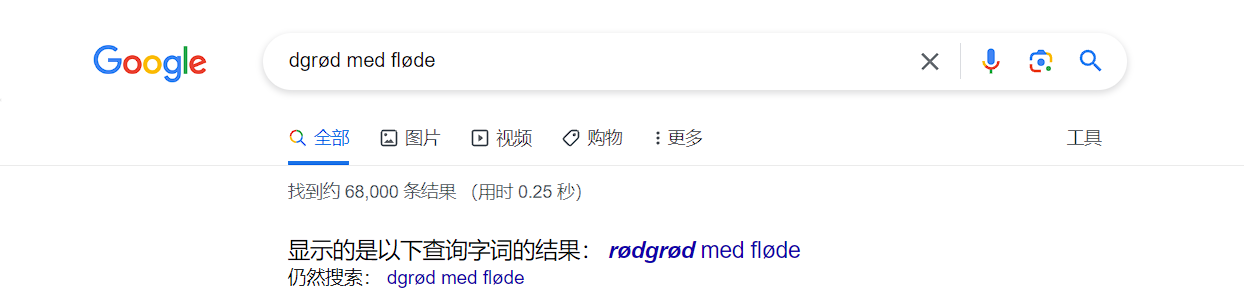 Google dgrød med fløde
全部 图片 视频 购物 更多 工具
找到约 68,000 条结果 （用时 0.25 秒）
显示的是以下查询字词的结果： rødgrød med fløde
仍然搜索： dgrød med fløde